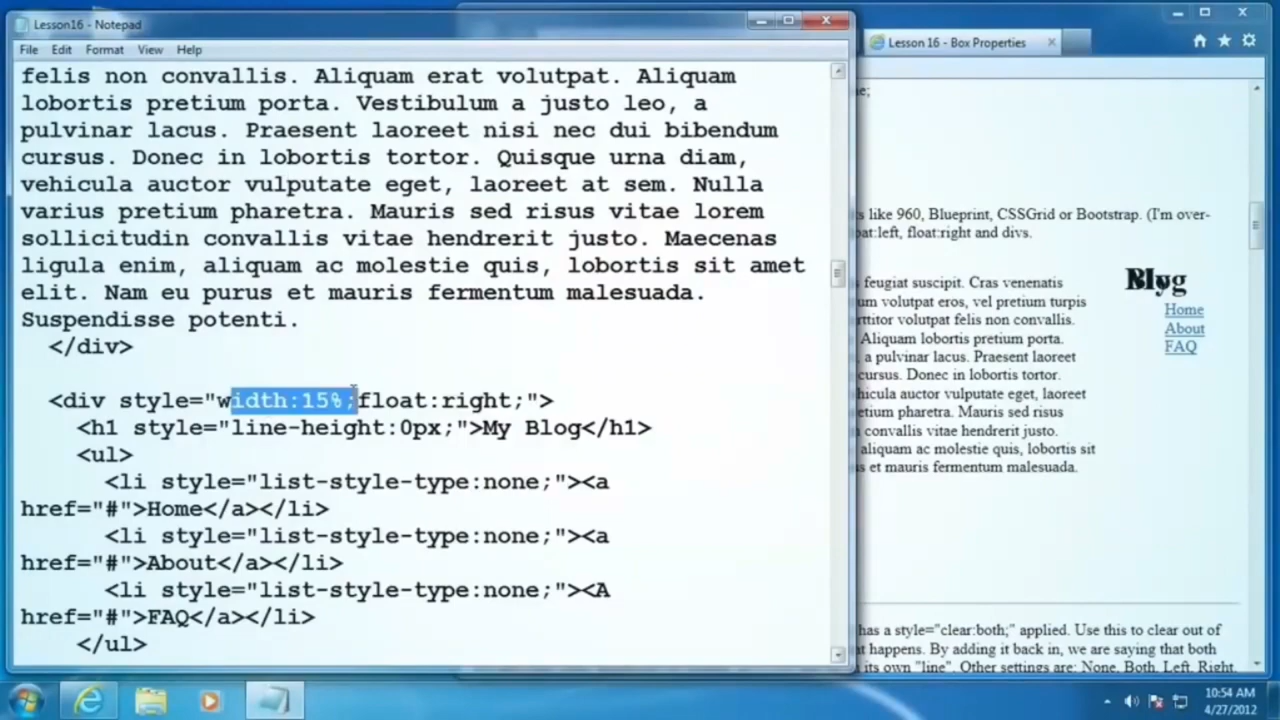 Lesson16 - Notepad
File Edit Format View Help
felis non convallis. Aliquam erat volutpat. Aliquam
lobortis pretium porta. Vestibulum a justo leo, a
pulvinar lacus. Praesent laoreet nisi nec dui bibendum
cursus. Donec in lobortis tortor. Quisque urna diam,
vehicula auctor vulputate eget, laoreet at sem. Nulla
varius pretium pharetra. Mauris sed risus vitae lorem
sollicitudin convallis vitae hendrerit justo. Maecenas
ligula enim, aliquam ac molestie quis, lobortis sit amet
elit. Nam eu purus et mauris fermentum malesuada.
Suspendisse potenti.
</div>
<div style="width:15%;float:right;">
<h1 style="line-height:0px;">My Blog</h1>
<ul>
<li style="list-style-type:none;"><a
href="#">Home</a></li>
<li style="list-style-type:none;"><a
href="#">About</a></li>
<li style="list-style-type:none;"><A
href="#">FAQ</a></li>
</ul>
Lesson 16 - Box Properties
s like 960, Blueprint, CSSGrid or Bootstrap. (I'm over-
float:right and divs.
feugiat suscipit. Cras venenatis
volutpat eros, vel pretium turpis
volutpat felis non convallis.
Aliquam lobortis pretium porta.
, a pulvinar lacus. Praesent laoreet
cursus. Donec in lobortis tortor.
auctor vulputate eget, laoreet at sem.
pretium pharetra. Mauris sed risus
convallis vitae hendrerit justo.
aliquam ac molestie quis, lobortis sit
s et mauris fermentum malesuada.
Blog
Home
About
FAQ
has a style="clear:both;" applied. Use this to clear out of
happens. By adding it back in, we are saying that both
its own "line". Other settings are: None, Both, Left, Right,
10:54 AM
4/27/2012